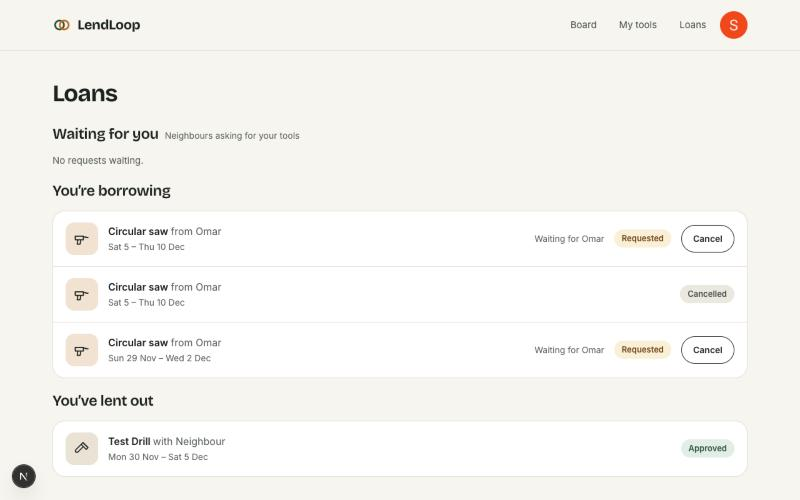 LendLoop
Board
My tools
Loans
S
Loans
Waiting for you Neighbours asking for your tools
No requests waiting.
You're borrowing
Circular saw from Omar
Sat 5 – Thu 10 Dec
Waiting for Omar
Requested
Cancel
Circular saw from Omar
Sat 5 – Thu 10 Dec
Cancelled
Circular saw from Omar
Sun 29 Nov – Wed 2 Dec
Waiting for Omar
Requested
Cancel
You've lent out
Test Drill with Neighbour
Mon 30 Nov – Sat 5 Dec
Approved
N